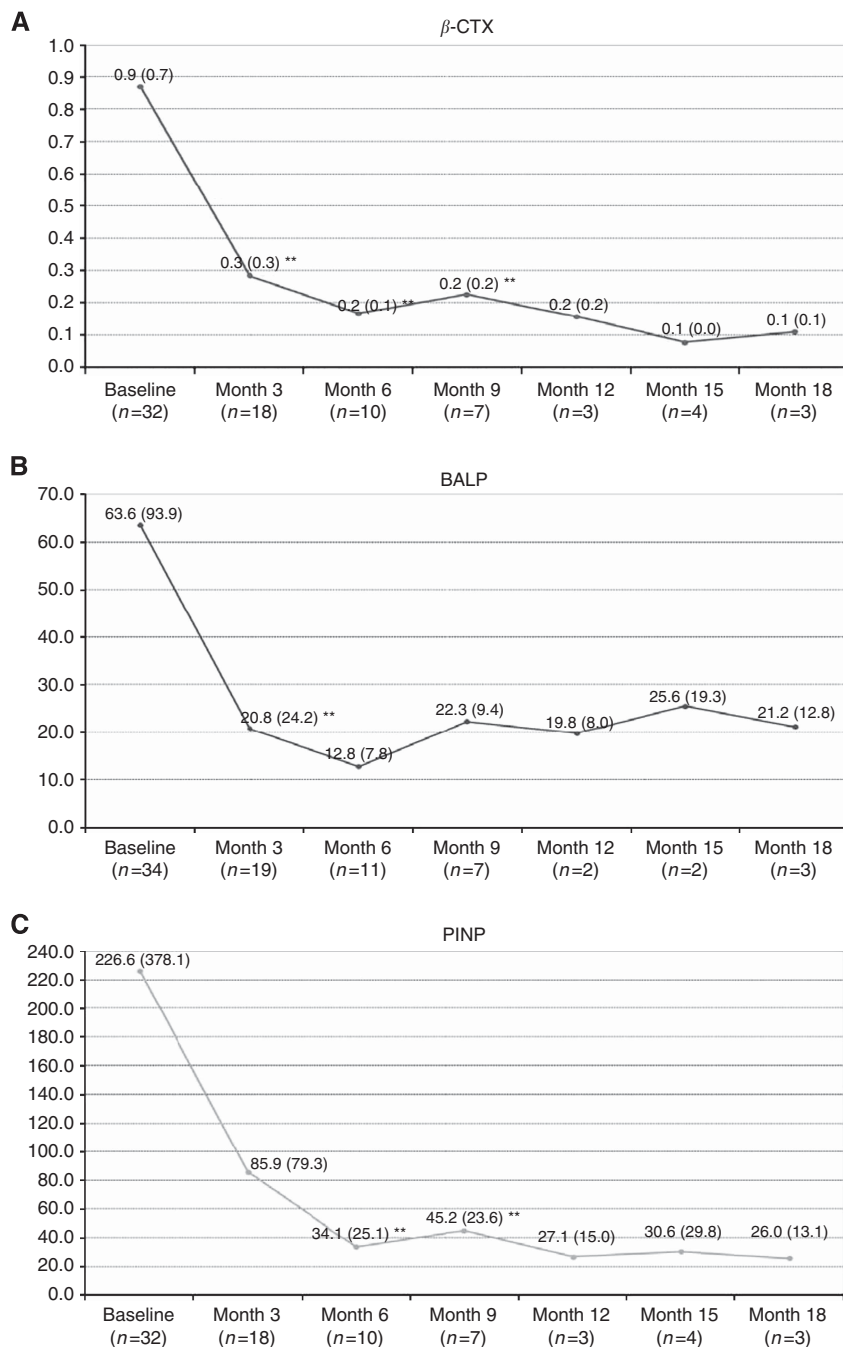 A
β-CTX
1.0
0.9
0.8
0.7
0.6
0.5
0.4
0.3
0.2
0.1
0.0
0.9 (0.7)
0.3 (0.3) **
0.2 (0.1) **
0.2 (0.2) **
0.2 (0.2)
0.1 (0.0)
0.1 (0.1)
Baseline Month 3 Month 6 Month 9 Month 12 Month 15 Month 18
(n=32) (n=18) (n=10) (n=7) (n=3) (n=4) (n=3)
B
BALP
70.0
60.0
50.0
40.0
30.0
20.0
10.0
0.0
63.6 (93.9)
20.8 (24.2) **
12.8 (7.8)
22.3 (9.4)
19.8 (8.0)
25.6 (19.3)
21.2 (12.8)
Baseline Month 3 Month 6 Month 9 Month 12 Month 15 Month 18
(n=34) (n=19) (n=11) (n=7) (n=2) (n=2) (n=3)
C
PINP
240.0
220.0
200.0
180.0
160.0
140.0
120.0
100.0
80.0
60.0
40.0
20.0
0.0
226.6 (378.1)
85.9 (79.3)
34.1 (25.1) **
45.2 (23.6) **
27.1 (15.0)
30.6 (29.8)
26.0 (13.1)
Baseline Month 3 Month 6 Month 9 Month 12 Month 15 Month 18
(n=32) (n=18) (n=10) (n=7) (n=3) (n=4) (n=3)